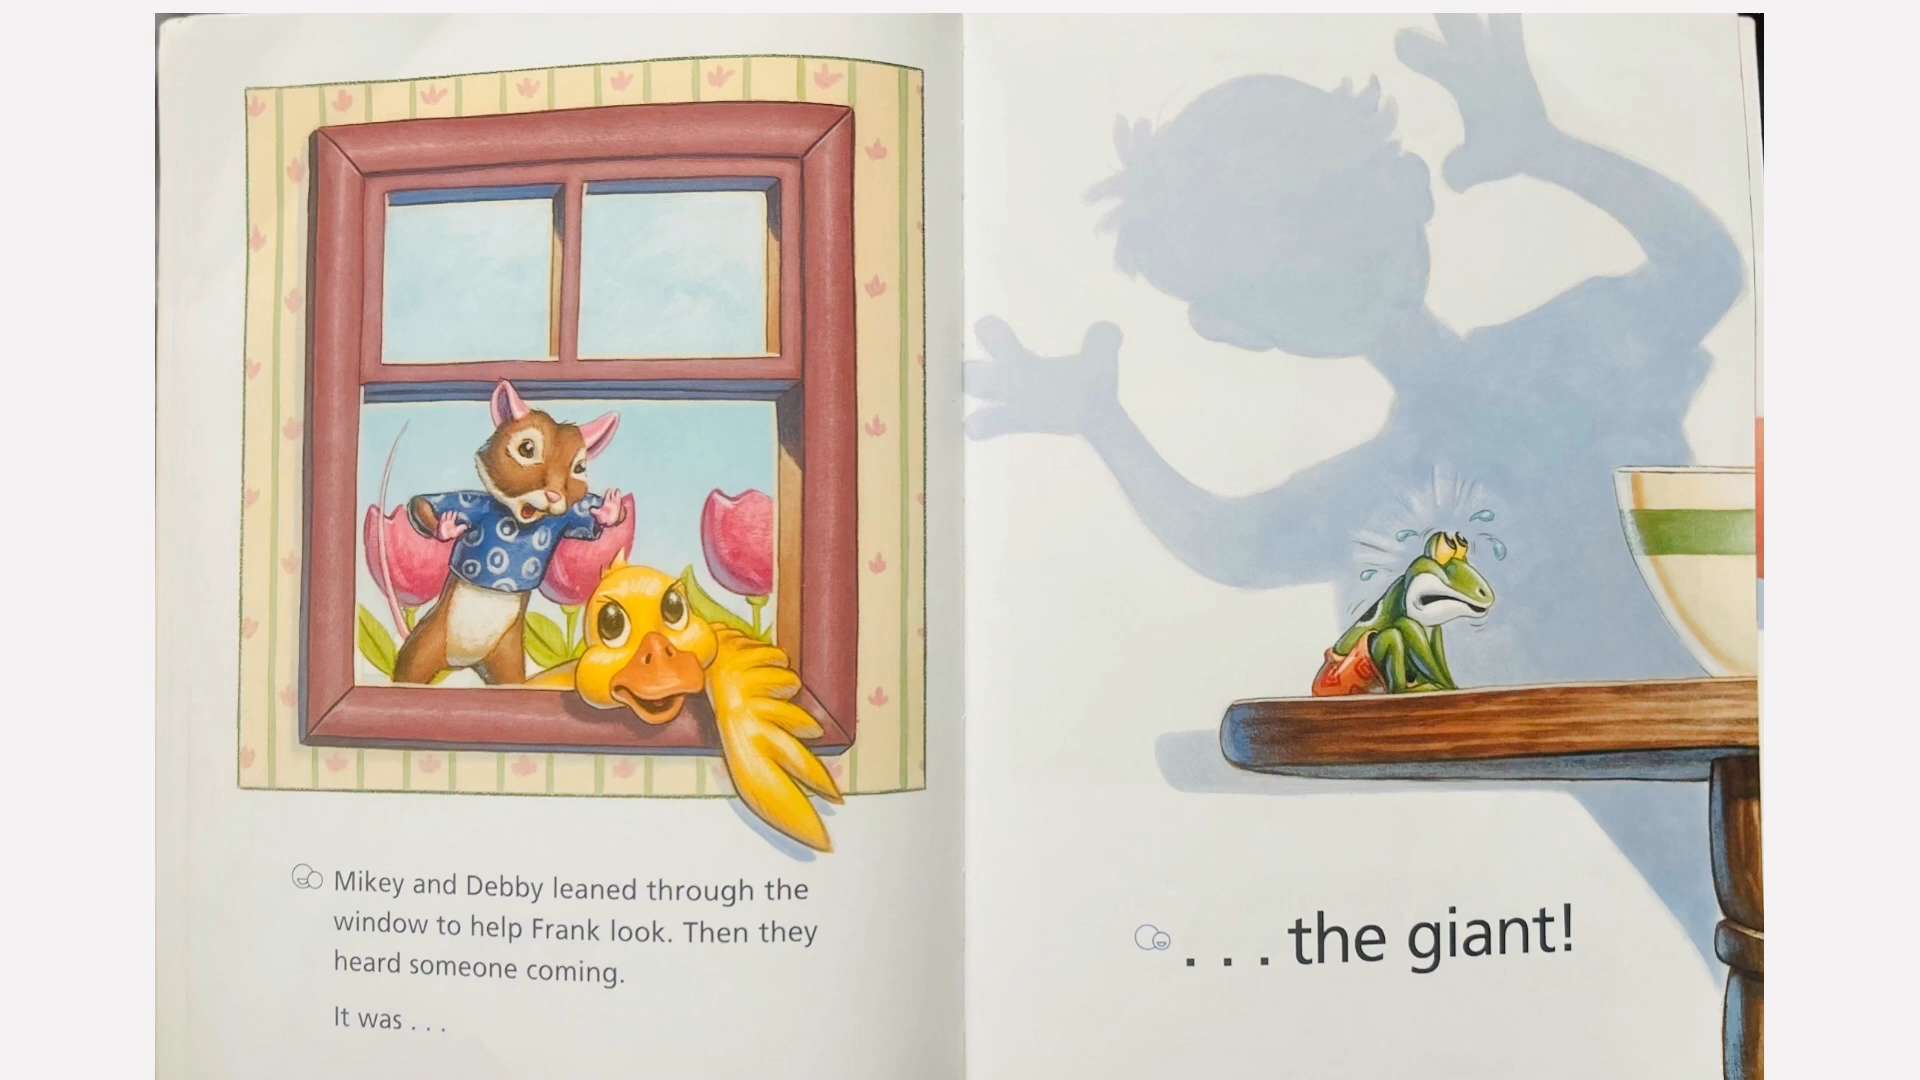 Mikey and Debby leaned through the
window to help Frank look. Then they
heard someone coming.
It was . . .
. . . the giant!